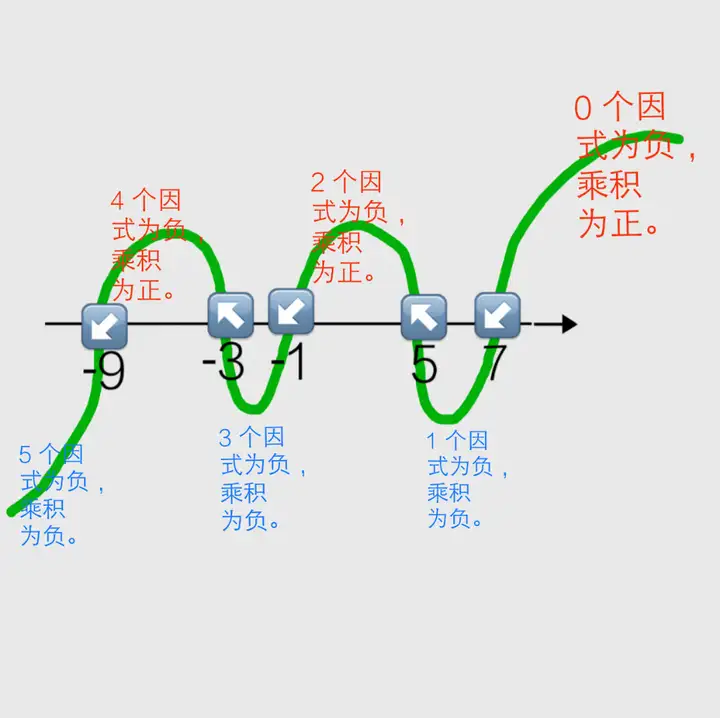 0 个因
式为负，
乘积
为正。
2 个因
式为负，
乘积
为正。
4 个因
式为负，
乘积
为正。
-9
-3
-1
5
7
5 个因
式为负，
乘积
为负。
3 个因
式为负，
乘积
为负。
1 个因
式为负，
乘积
为负。